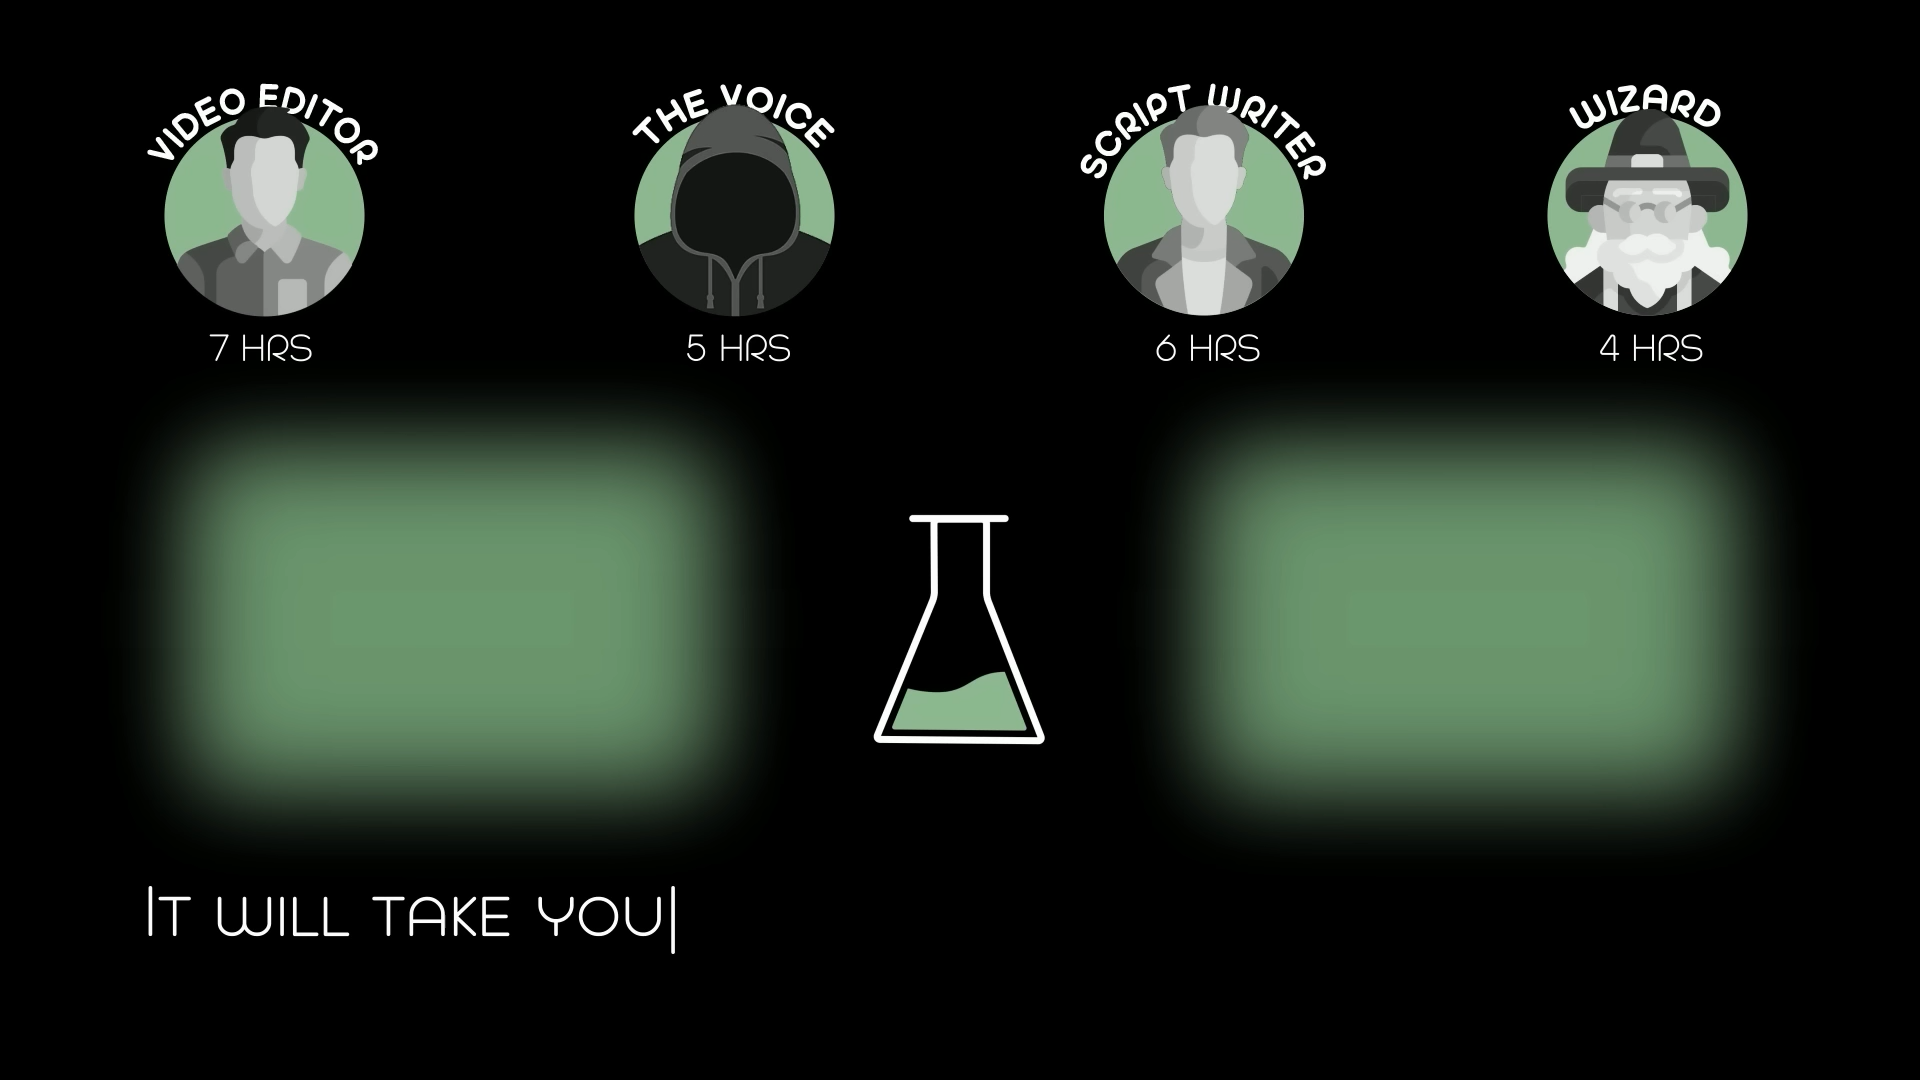 VIDEO EDITOR
THE VOICE
SCRIPT WRITER
WIZARD
7 HRS
5 HRS
6 HRS
4 HRS
IT WILL TAKE YOU